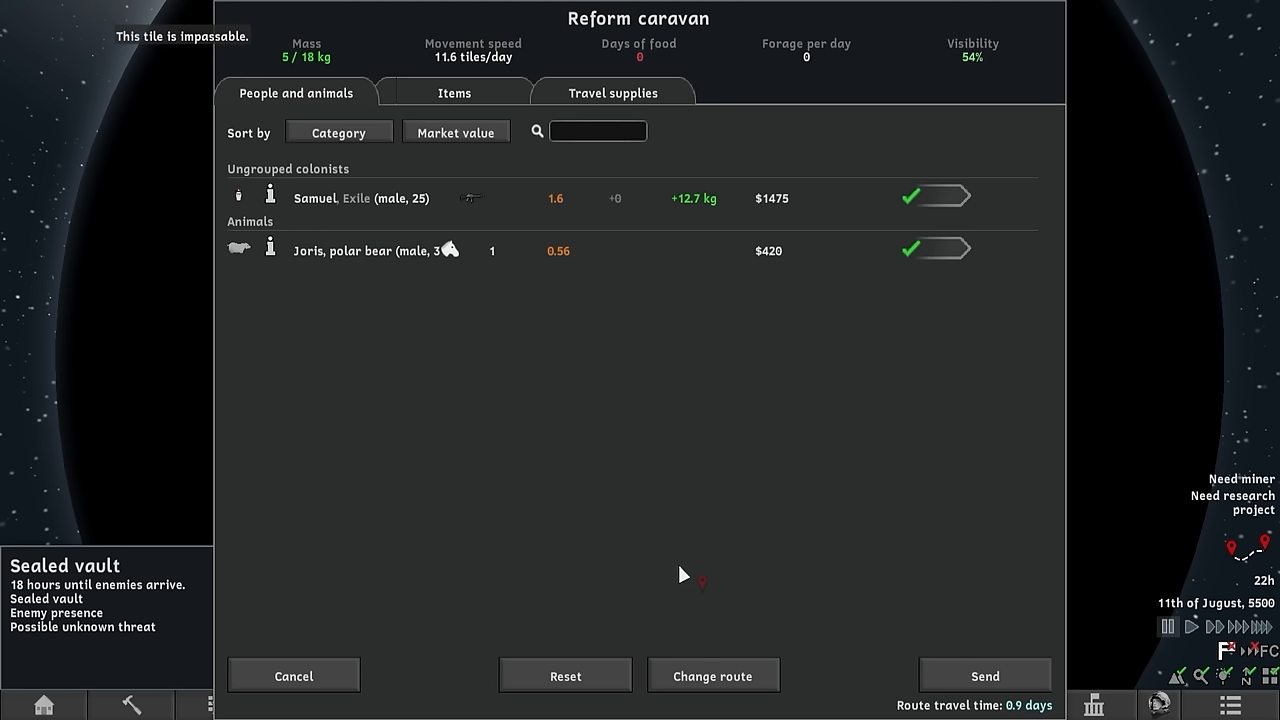 Reform caravan
This tile is impassable.
Mass
5 / 18 kg
Movement speed
11.6 tiles/day
Days of food
0
Forage per day
0
Visibility
54%
People and animals
Items
Travel supplies
Sort by
Category
Market value
Ungrouped colonists
Samuel, Exile (male, 25) 1.6 +0 +12.7 kg $1475
Animals
Joris, polar bear (male, 3 1 0.56 $420
Need miner
Need research
project
22h
11th of Jugust, 5500
F FC
N
Sealed vault
18 hours until enemies arrive.
Sealed vault
Enemy presence
Possible unknown threat
Cancel
Reset
Change route
Send
Route travel time: 0.9 days